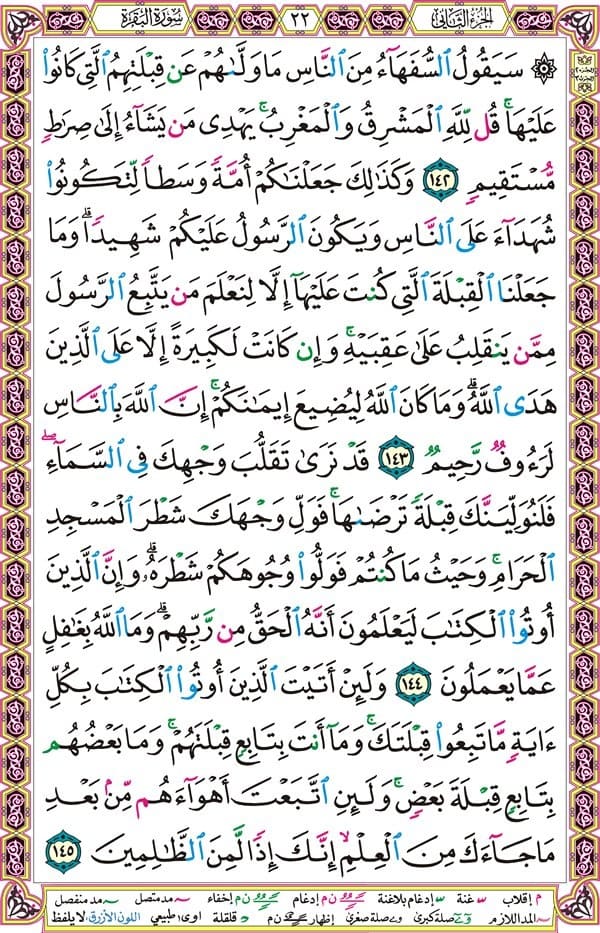 الجزء الثاني ٢٢ سورة البقرة
سَيَقُولُ ٱلسُّفَهَآءُ مِنَ ٱلنَّاسِ مَا وَلَّىٰهُمْ عَن قِبْلَتِهِمُ ٱلَّتِى كَانُوا۟
عَلَيْهَا ۚ قُل لِّلَّهِ ٱلْمَشْرِقُ وَٱلْمَغْرِبُ ۚ يَهْدِى مَن يَشَآءُ إِلَىٰ صِرَٰطٍ
مُّسْتَقِيمٍ ١٤٢ وَكَذَٰلِكَ جَعَلْنَـٰكُمْ أُمَّةً وَسَطًا لِّتَكُونُوا۟
شُهَدَآءَ عَلَى ٱلنَّاسِ وَيَكُونَ ٱلرَّسُولُ عَلَيْكُمْ شَهِيدًا ۗ وَمَا
جَعَلْنَا ٱلْقِبْلَةَ ٱلَّتِى كُنتَ عَلَيْهَآ إِلَّا لِنَعْلَمَ مَن يَتَّبِعُ ٱلرَّسُولَ
مِمَّن يَنقَلِبُ عَلَىٰ عَقِبَيْهِ ۚ وَإِن كَانَتْ لَكَبِيرَةً إِلَّا عَلَى ٱلَّذِينَ
هَدَى ٱللَّهُ ۗ وَمَا كَانَ ٱللَّهُ لِيُضِيعَ إِيمَـٰنَكُمْ ۚ إِنَّ ٱللَّهَ بِٱلنَّاسِ
لَرَءُوفٌ رَّحِيمٌ ١٤٣ قَدْ نَرَىٰ تَقَلُّبَ وَجْهِكَ فِى ٱلسَّمَآءِ ۖ
فَلَنُوَلِّيَنَّكَ قِبْلَةً تَرْضَىٰهَا ۚ فَوَلِّ وَجْهَكَ شَطْرَ ٱلْمَسْجِدِ
ٱلْحَرَامِ ۚ وَحَيْثُ مَا كُنتُمْ فَوَلُّوا۟ وُجُوهَكُمْ شَطْرَهُۥ ۗ وَإِنَّ ٱلَّذِينَ
أُوتُوا۟ ٱلْكِتَـٰبَ لَيَعْلَمُونَ أَنَّهُ ٱلْحَقُّ مِن رَّبِّهِمْ ۗ وَمَا ٱللَّهُ بِغَـٰفِلٍ
عَمَّا يَعْمَلُونَ ١٤٤ وَلَئِنْ أَتَيْتَ ٱلَّذِينَ أُوتُوا۟ ٱلْكِتَـٰبَ بِكُلِّ
ءَايَةٍ مَّا تَبِعُوا۟ قِبْلَتَكَ ۚ وَمَآ أَنتَ بِتَابِعٍ قِبْلَتَهُمْ ۚ وَمَا بَعْضُهُم
بِتَابِعٍ قِبْلَةَ بَعْضٍ ۚ وَلَئِنِ ٱتَّبَعْتَ أَهْوَآءَهُم مِّنۢ بَعْدِ
مَا جَآءَكَ مِنَ ٱلْعِلْمِ ۙ إِنَّكَ إِذًا لَّمِنَ ٱلظَّـٰلِمِينَ ١٤٥
م إقلاب غنة إدغام بلاغنة ن م إدغام ن م إخفاء مد متصل مد منفصل
المد اللازم صلة كبرى صلة صغرى إظهار ن م قلقلة اوى طبيعي اللون الأزرق لا يلفظ